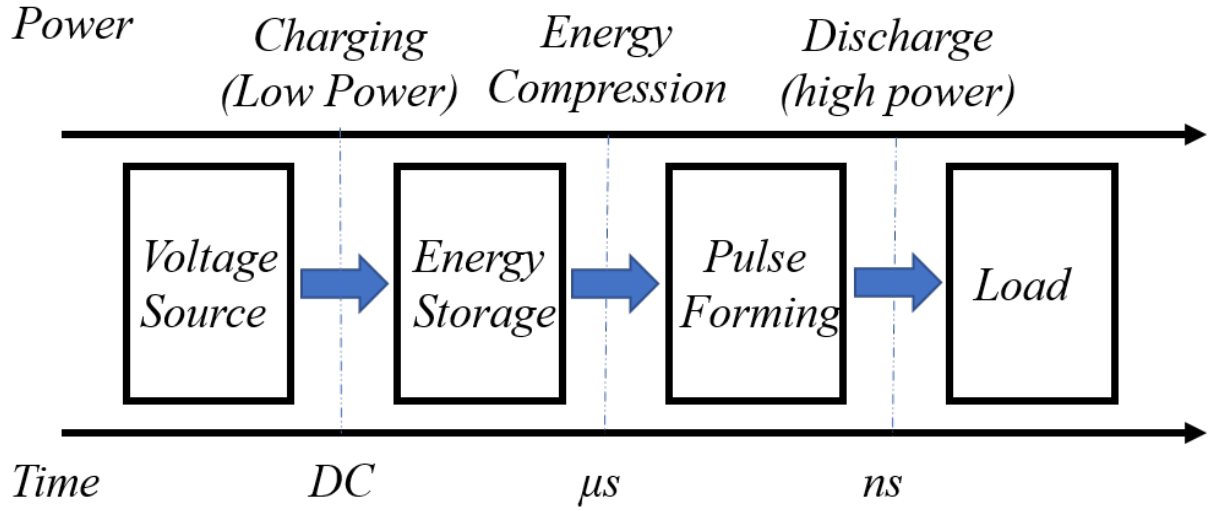 Power
Charging
(Low Power)
Energy
Compression
Discharge
(high power)
Voltage
Source
Energy
Storage
Pulse
Forming
Load
Time
DC
μs
ns